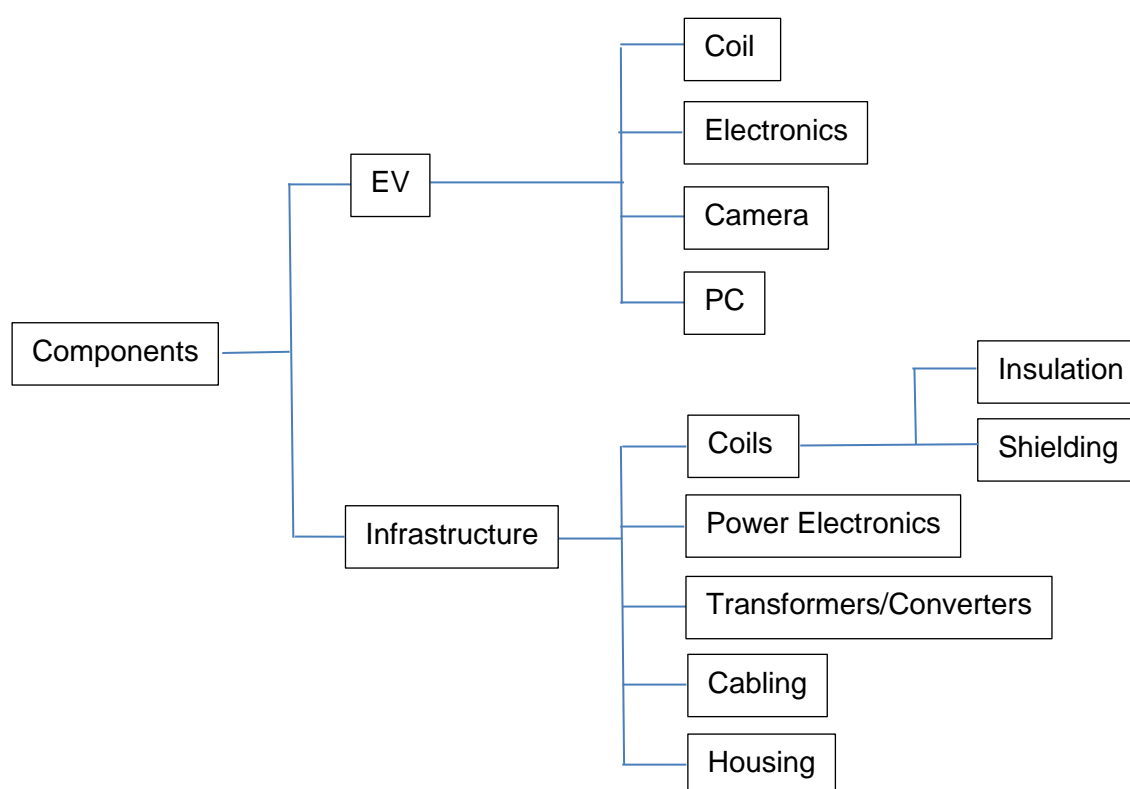 Components
EV
Coil
Electronics
Camera
PC
Infrastructure
Coils
Insulation
Shielding
Power Electronics
Transformers/Converters
Cabling
Housing